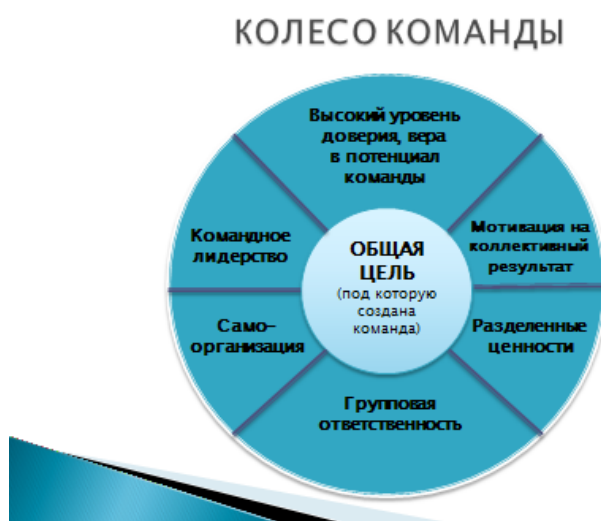 КОЛЕСО КОМАНДЫ
Высокий уровень
доверия, вера
в потенциал
команды
Мотивация на
коллективный
результат
Разделенные
ценности
Групповая
ответственность
Само-
организация
Командное
лидерство
ОБЩАЯ
ЦЕЛЬ
(под которую
создана
команда)